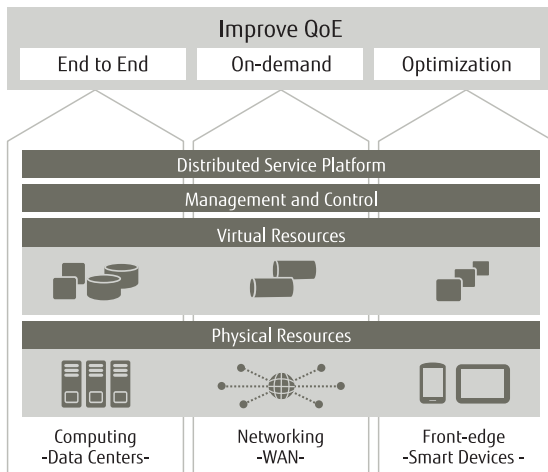 Improve QoE
End to End
On-demand
Optimization
Distributed Service Platform
Management and Control
Virtual Resources
Physical Resources
Computing
-Data Centers-
Networking
-WAN-
Front-edge
-Smart Devices -